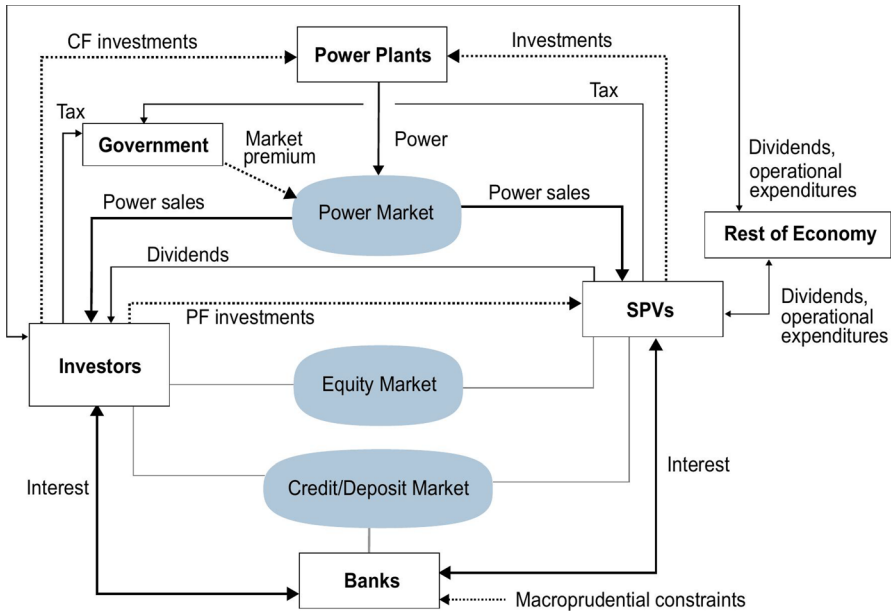 CF investments
Power Plants
Investments
Tax
Tax
Government
Market
premium
Power
Dividends,
operational
expenditures
Power sales
Power Market
Power sales
Rest of Economy
Dividends
PF investments
SPVs
Dividends,
operational
expenditures
Investors
Equity Market
Interest
Credit/Deposit Market
Interest
Banks
Macroprudential constraints